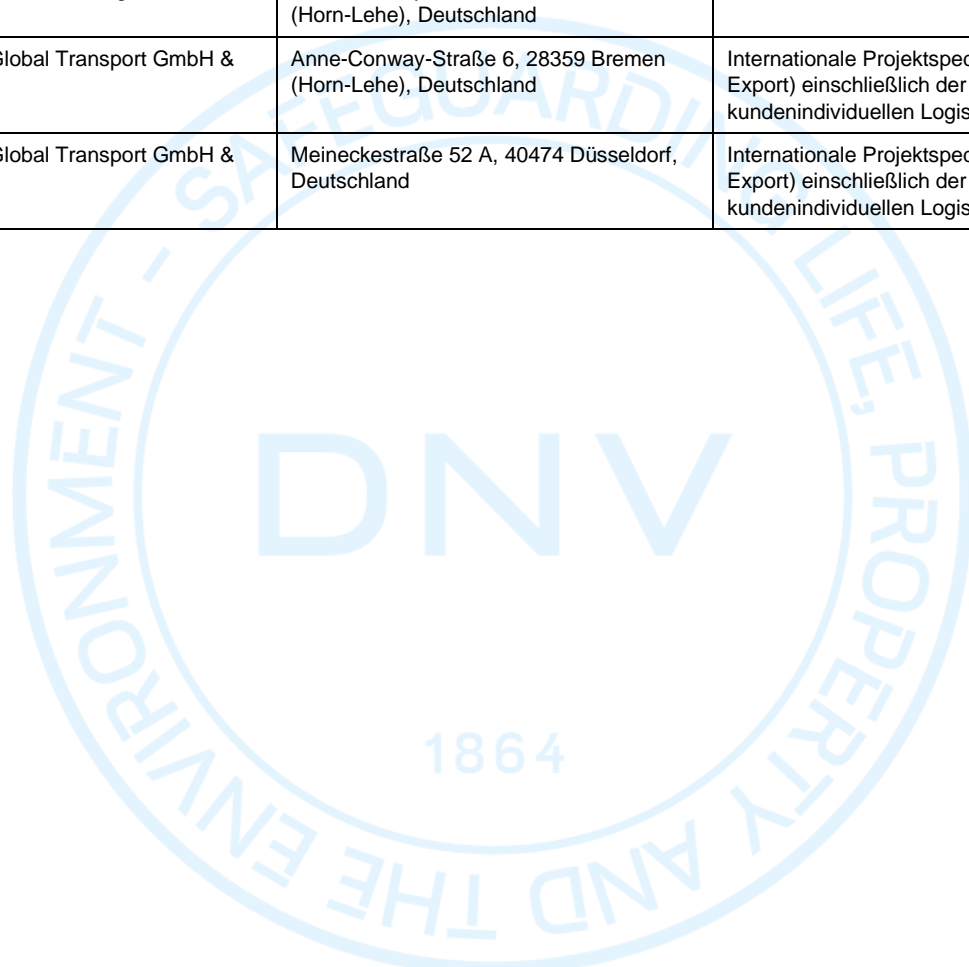 (Horn-Lehe), Deutschland
Global Transport GmbH &
Anne-Conway-Straße 6, 28359 Bremen
(Horn-Lehe), Deutschland
Internationale Projektspec
Export) einschließlich der
kundenindividuellen Logis
Global Transport GmbH &
Meineckestraße 52 A, 40474 Düsseldorf,
Deutschland
Internationale Projektspec
Export) einschließlich der
kundenindividuellen Logis
SAFEGUARDING LIFE, PROPERTY AND THE ENVIRONMENT -
DNV
1864